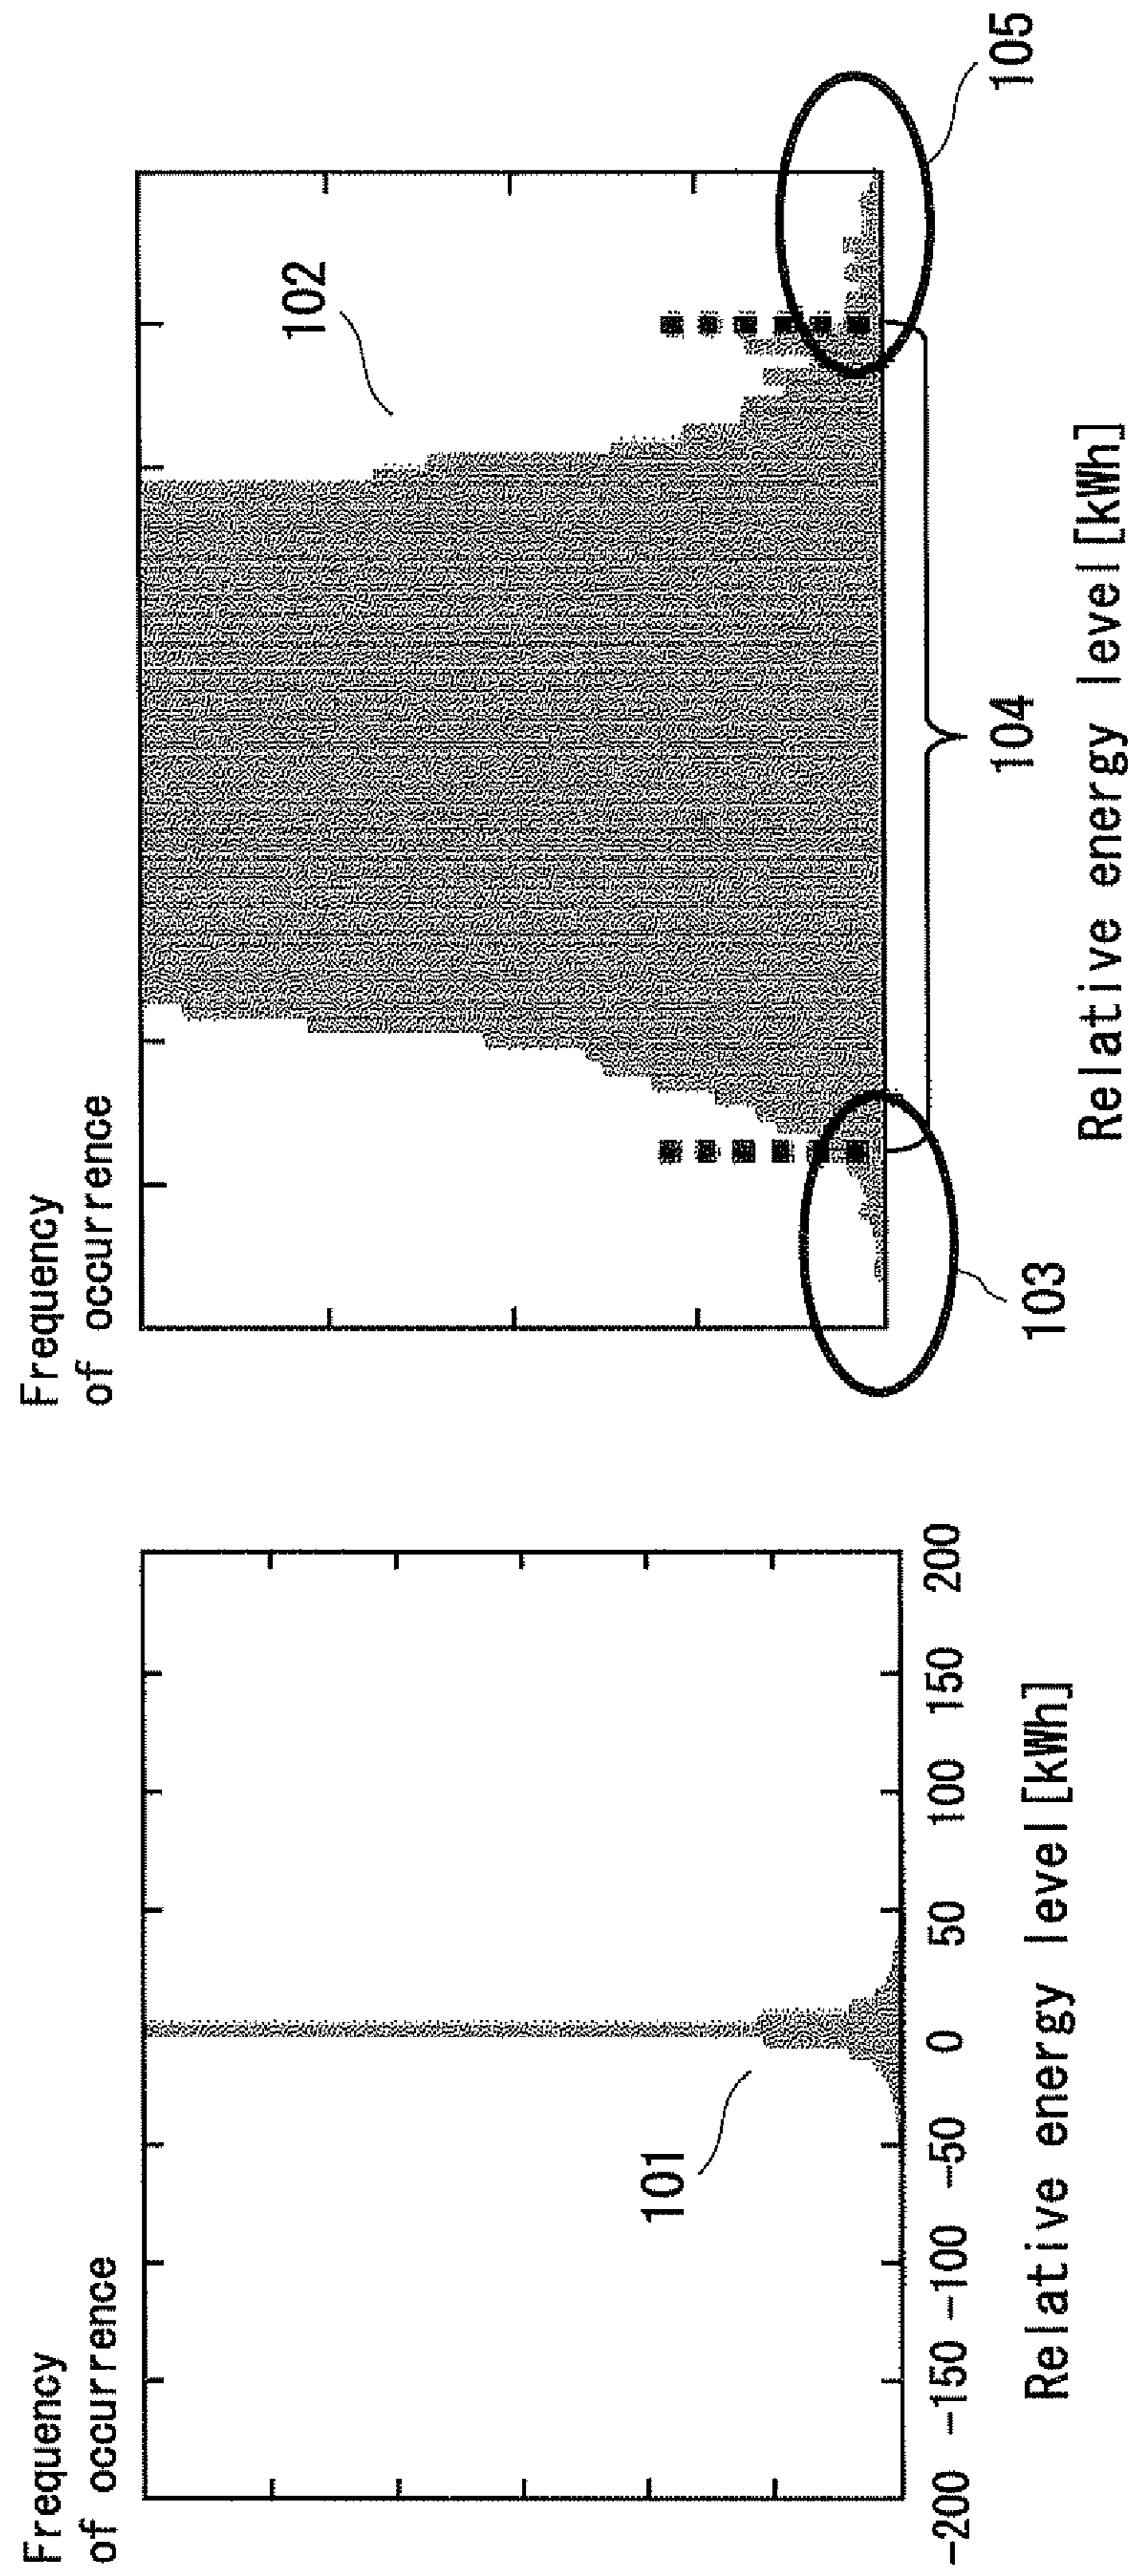 Frequency
of occurrence
101
-200 -150 -100 -50 0 50 100 150 200
Relative energy level[kWh]
Frequency
of occurrence
102
103
104
105
Relative energy level[kWh]